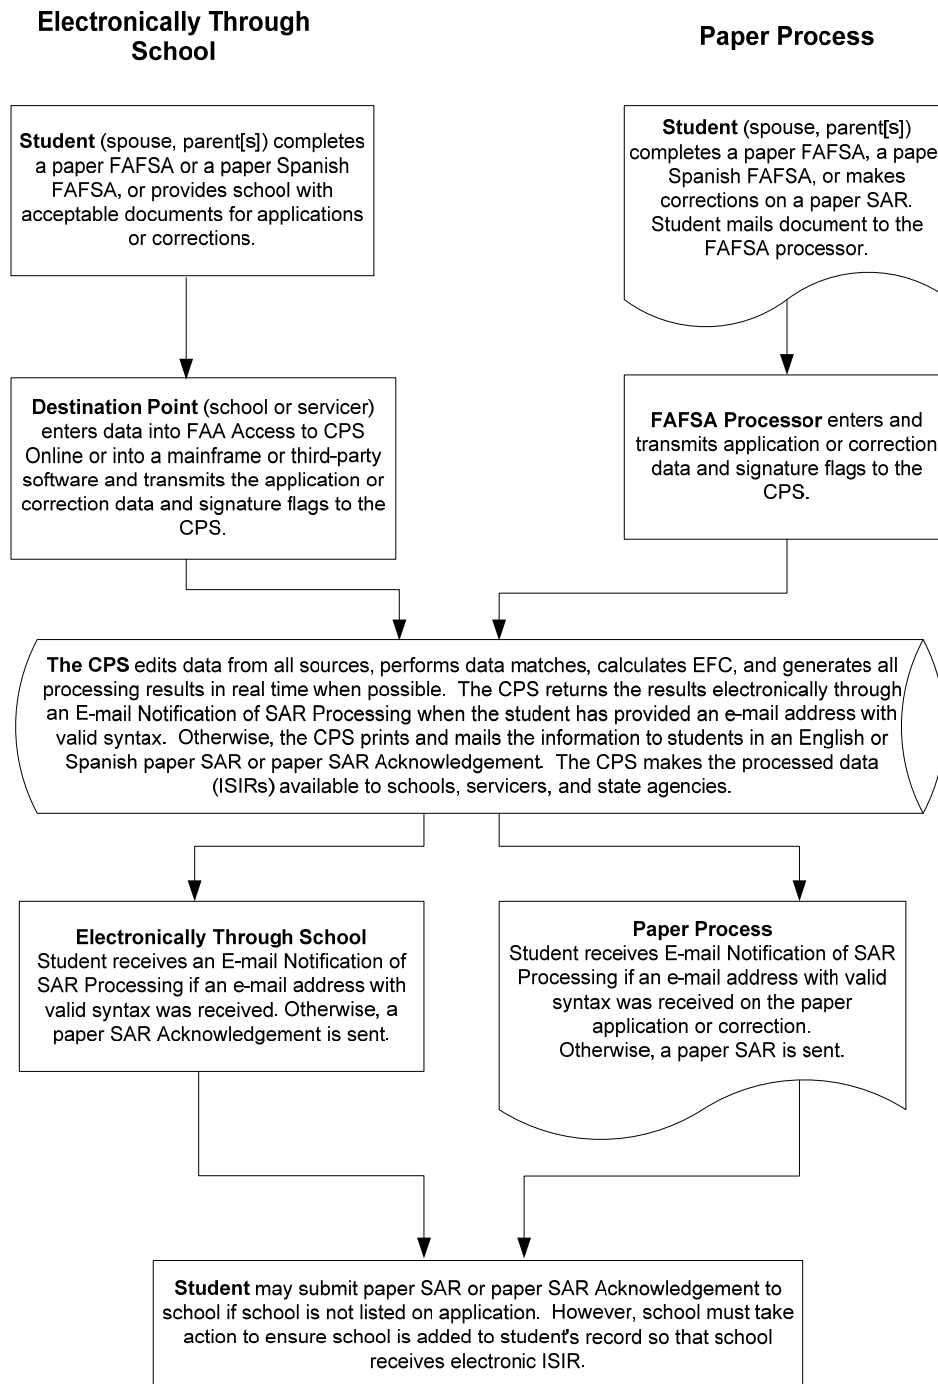 Electronically Through
School
Paper Process
Student (spouse, parent[s]) completes
a paper FAFSA or a paper Spanish
FAFSA, or provides school with
acceptable documents for applications
or corrections.
Student (spouse, parent[s])
completes a paper FAFSA, a pape
Spanish FAFSA, or makes
corrections on a paper SAR.
Student mails document to the
FAFSA processor.
Destination Point (school or servicer)
enters data into FAA Access to CPS
Online or into a mainframe or third-party
software and transmits the application or
correction data and signature flags to the
CPS.
FAFSA Processor enters and
transmits application or correction
data and signature flags to the
CPS.
The CPS edits data from all sources, performs data matches, calculates EFC, and generates all
processing results in real time when possible. The CPS returns the results electronically through
an E-mail Notification of SAR Processing when the student has provided an e-mail address with
valid syntax. Otherwise, the CPS prints and mails the information to students in an English or
Spanish paper SAR or paper SAR Acknowledgement. The CPS makes the processed data
(ISIRs) available to schools, servicers, and state agencies.
Electronically Through School
Student receives an E-mail Notification of
SAR Processing if an e-mail address with
valid syntax was received. Otherwise, a
paper SAR Acknowledgement is sent.
Paper Process
Student receives E-mail Notification of SAR
Processing if an e-mail address with valid
syntax was received on the paper
application or correction.
Otherwise, a paper SAR is sent.
Student may submit paper SAR or paper SAR Acknowledgement to
school if school is not listed on application. However, school must take
action to ensure school is added to student's record so that school
receives electronic ISIR.